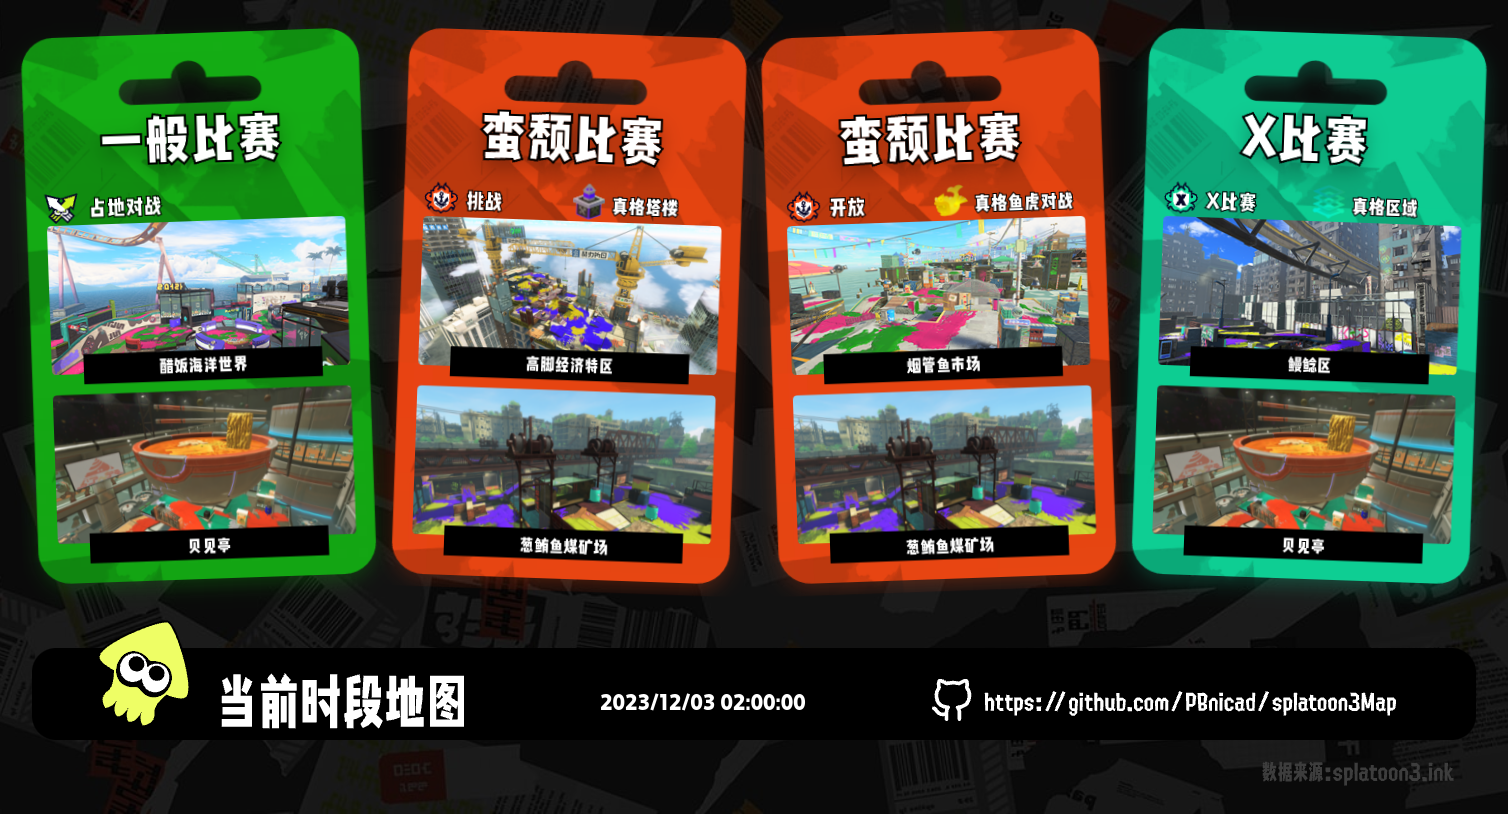 一般比赛
占地对战
醋饭海洋世界
贝见亭
蛮颓比赛
挑战
真格塔楼
高脚经济特区
葱鲔鱼煤矿场
蛮颓比赛
开放
真格鱼虎对战
烟管鱼市场
葱鲔鱼煤矿场
X比赛
X比赛
真格区域
鳗鲶区
贝见亭
当前时段地图
2023/12/03 02:00:00
https://github.com/PBnicad/splatoon3Map
数据来源:splatoon3.ink